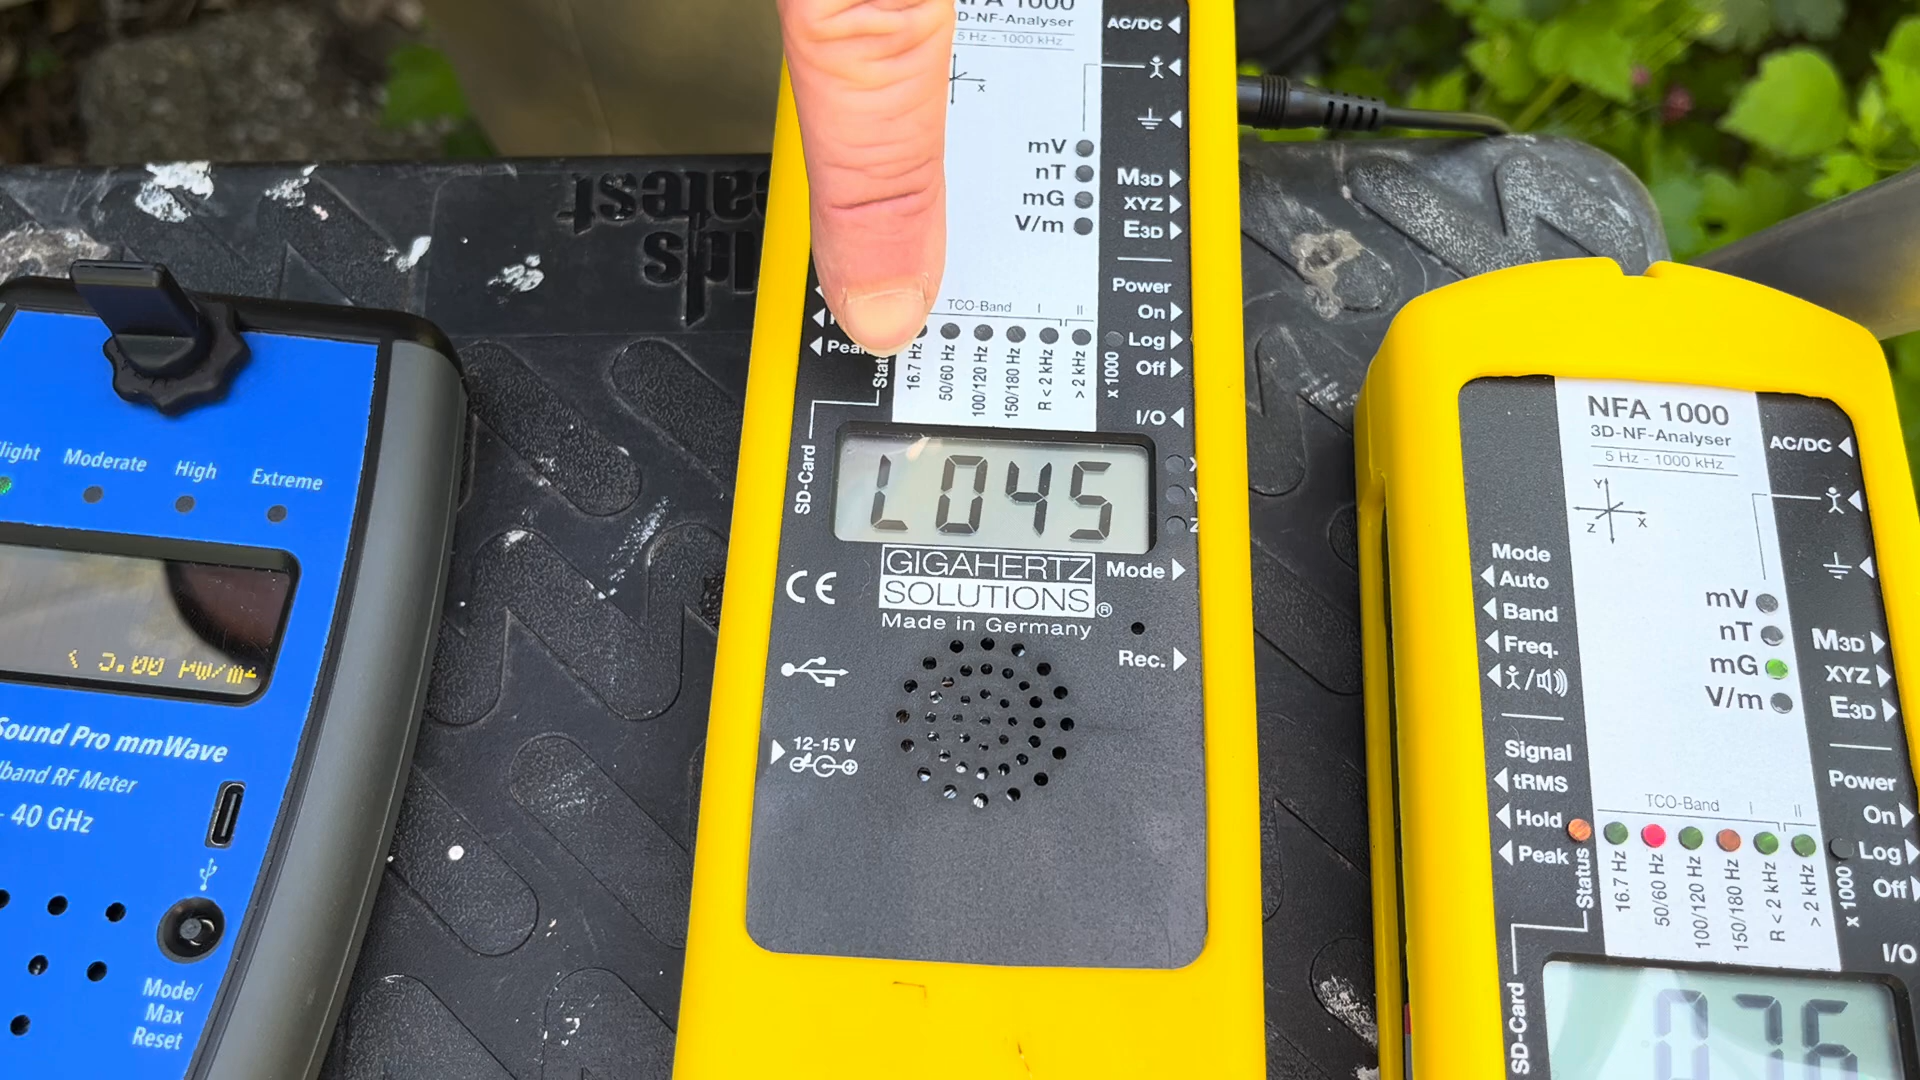 light
Moderate
High
Extreme
< 5.00 µW/m²
Sound Pro mmWave
band RF Meter
- 40 GHz
Mode/
Max
Reset
NFA 1000
3D-NF-Analyser
5 Hz - 1000 kHz
x
AC/DC
mV
nT
mG
V/m
M3D
XYZ
E3D
Power
On
Log
Off
I/O
TCO-Band
I
II
Peak
Status
16.7 Hz
50/60 Hz
100/120 Hz
150/180 Hz
R < 2 kHz
> 2 kHz
x 1000
SD-Card
L045
X
Y
Z
GIGAHERTZ
SOLUTIONS®
Made in Germany
CE
Mode
Rec.
12-15 V
NFA 1000
3D-NF-Analyser
5 Hz - 1000 kHz
Y
X
Z
AC/DC
Mode
Auto
Band
Freq.
mV
nT
mG
V/m
M3D
XYZ
E3D
Signal
tRMS
Hold
Peak
Status
Power
On
Log
Off
I/O
TCO-Band
I
II
16.7 Hz
50/60 Hz
100/120 Hz
150/180 Hz
R < 2 kHz
> 2 kHz
x 1000
SD-Card
076